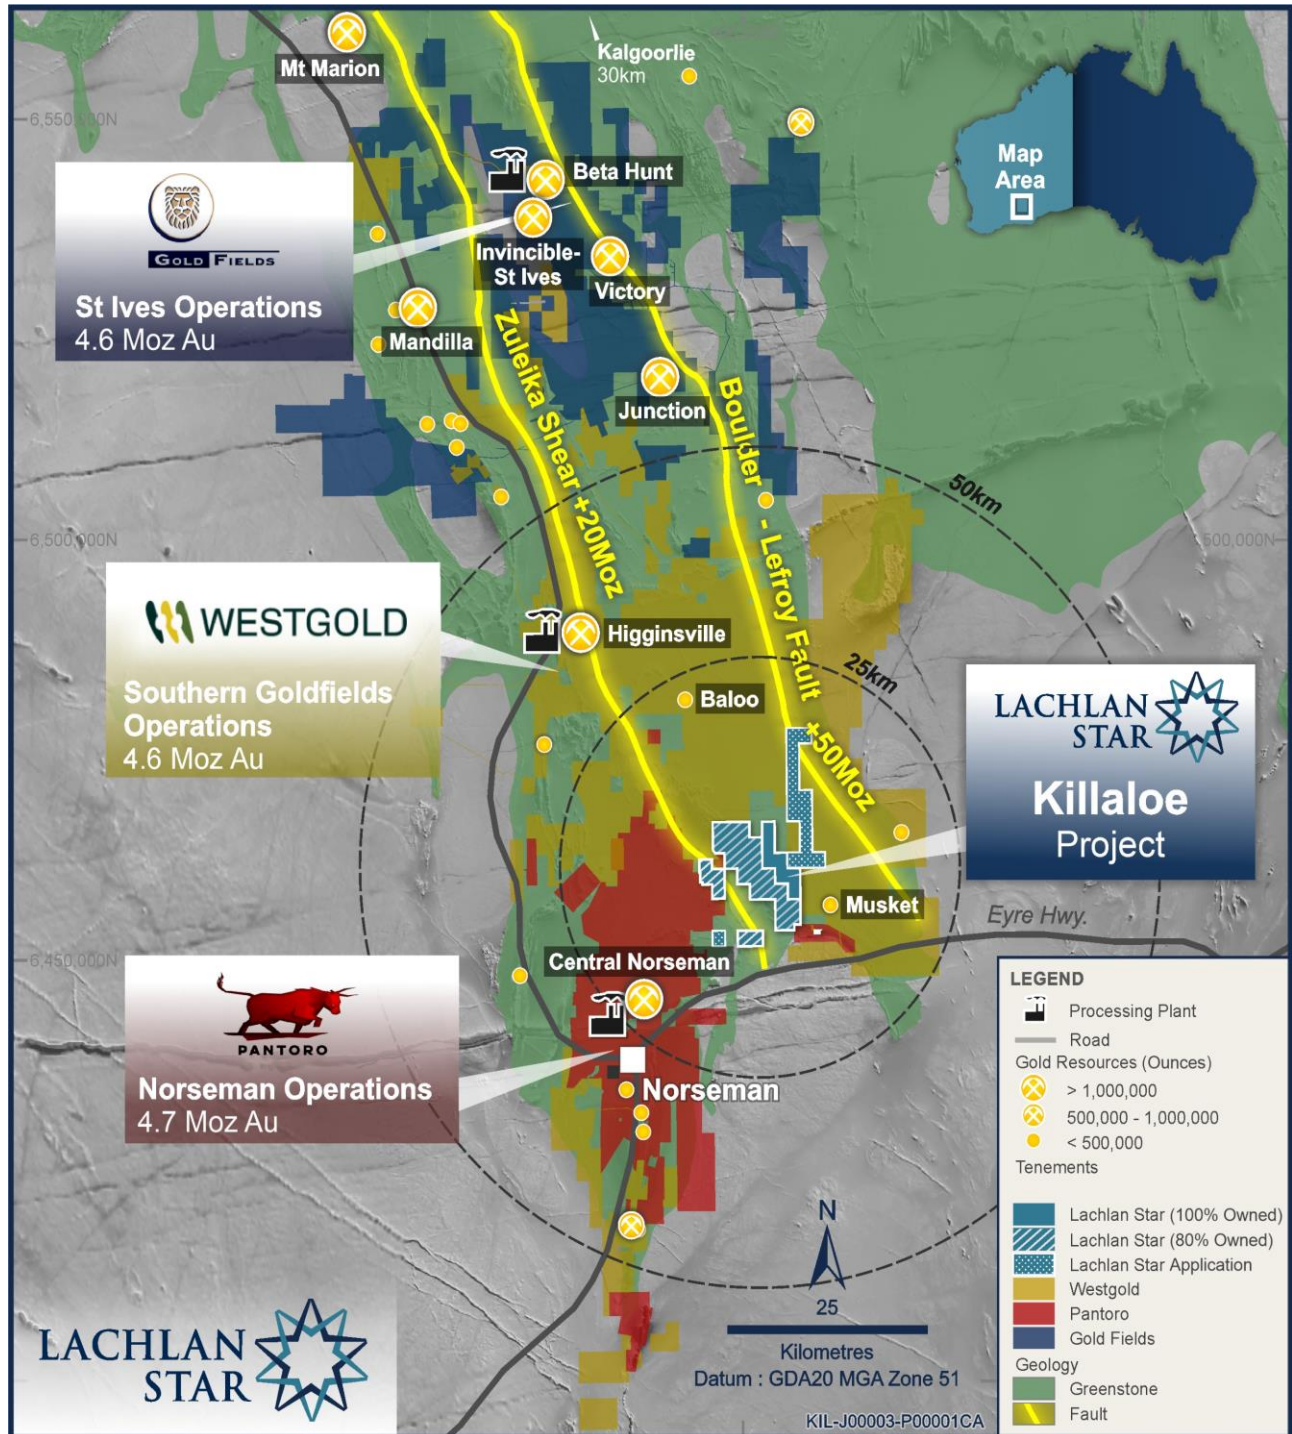 Kalgoorlie
30km
Mt Marion
6,550,000N
Map
Area
Beta Hunt
GOLD FIELDS
St Ives Operations
4.6 Moz Au
Invincible-
St Ives
Victory
Mandilla
Zuleika Shear +20Moz
Junction
Boulder - Lefroy Fault +50Moz
50km
6,500,000N
500,000N
WESTGOLD
Southern Goldfields
Operations
4.6 Moz Au
Higginsville
25km
Baloo
LACHLAN
STAR
Killaloe
Project
Musket
Eyre Hwy.
6,450,000N
Central Norseman
PANTORO
Norseman Operations
4.7 Moz Au
Norseman
LEGEND
Processing Plant
Road
Gold Resources (Ounces)
> 1,000,000
500,000 - 1,000,000
< 500,000
Tenements
Lachlan Star (100% Owned)
Lachlan Star (80% Owned)
Lachlan Star Application
Westgold
Pantoro
Gold Fields
Geology
Greenstone
Fault
N
25
Kilometres
Datum : GDA20 MGA Zone 51
KIL-J00003-P00001CA
LACHLAN
STAR